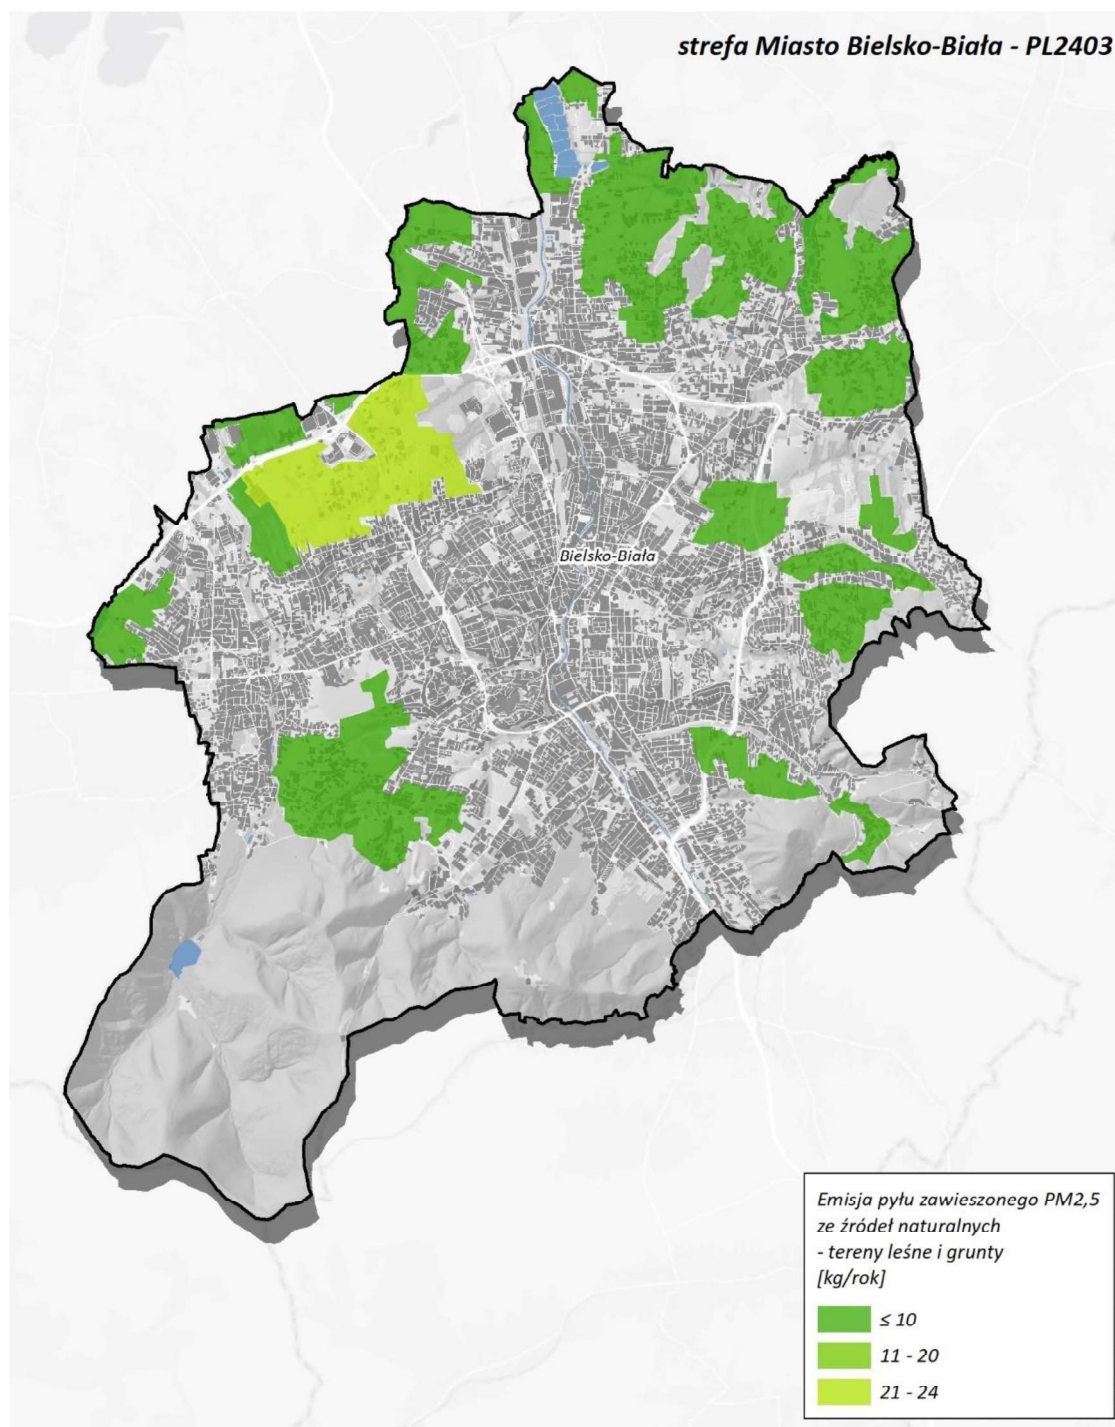 strefa Miasto Bielsko-Biała - PL2403
Bielsko-Biała
Emisja pyłu zawieszonego PM2,5
ze źródeł naturalnych
- tereny leśne i grunty
[kg/rok]
≤ 10
11 - 20
21 - 24